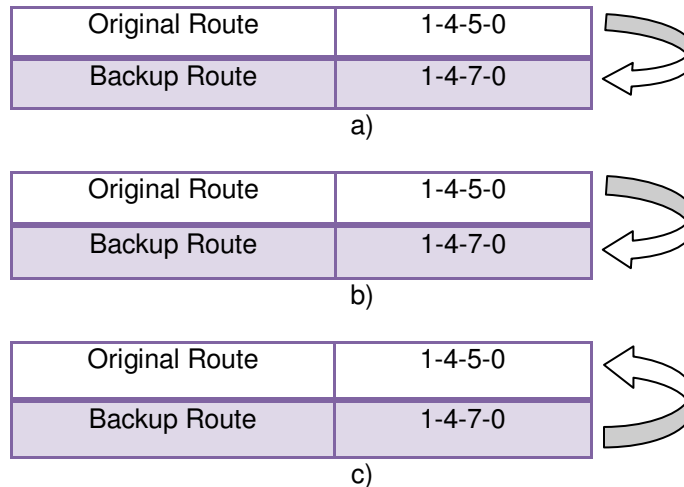 Original Route 1-4-5-0
Backup Route 1-4-7-0
a)
Original Route 1-4-5-0
Backup Route 1-4-7-0
b)
Original Route 1-4-5-0
Backup Route 1-4-7-0
c)